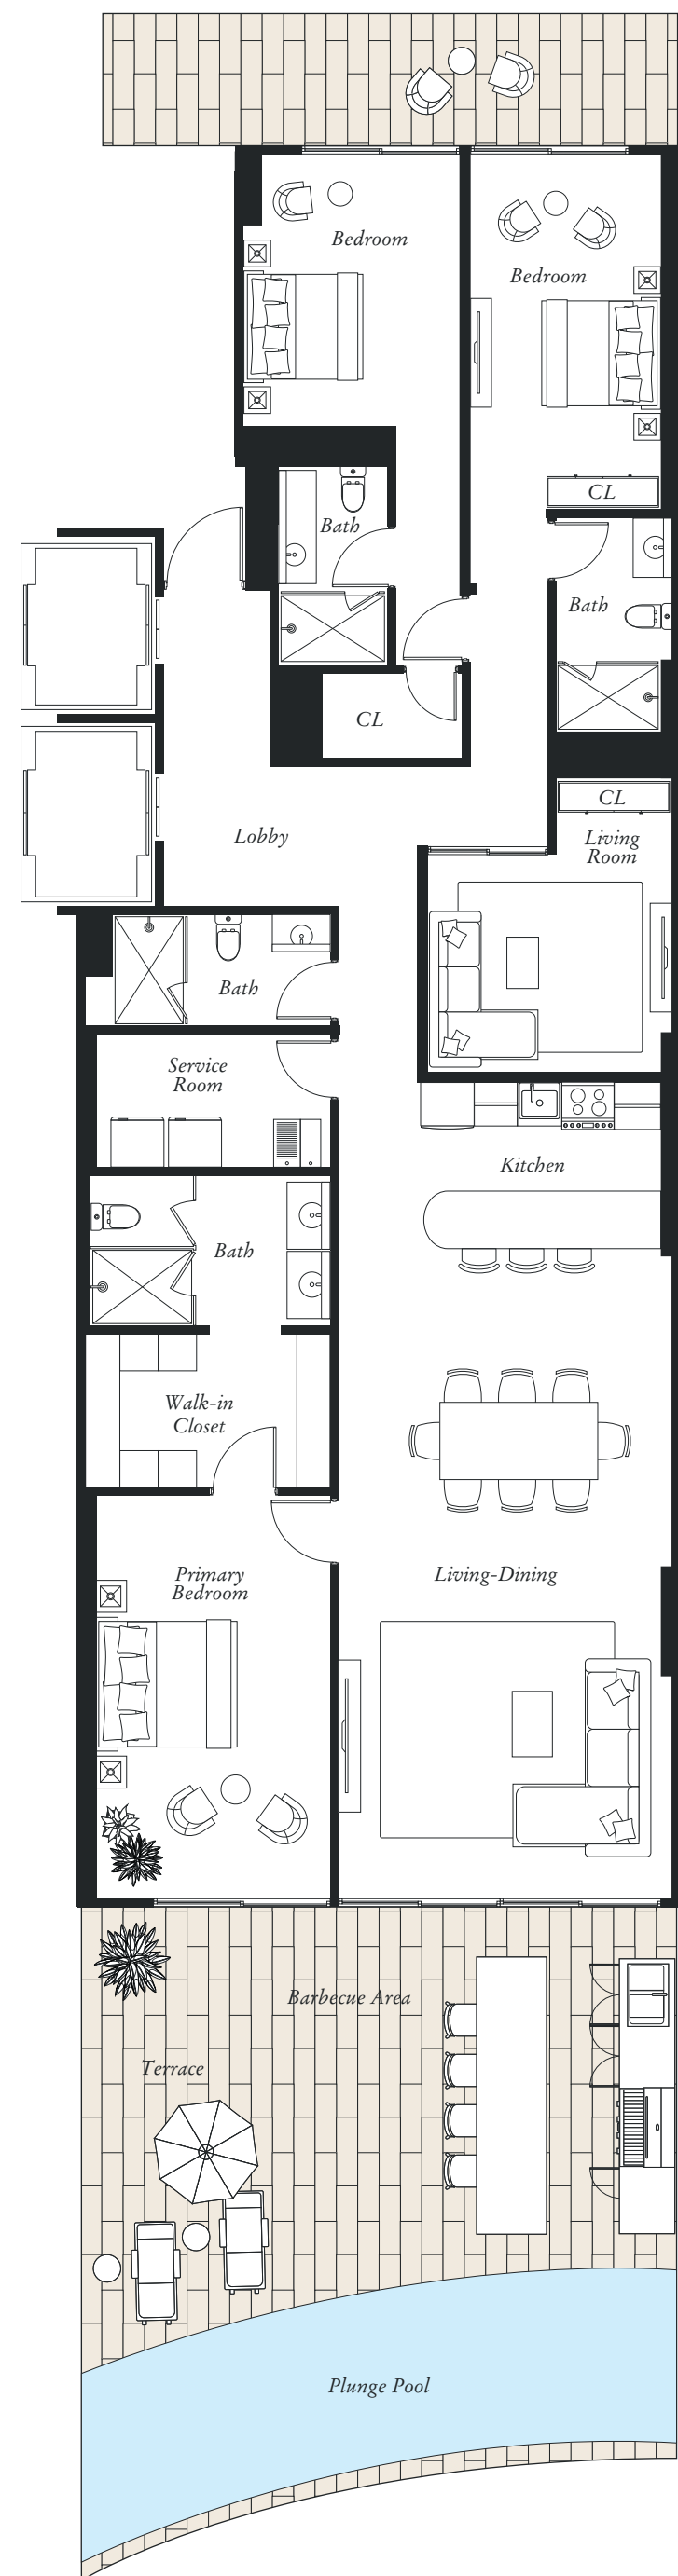 Bedroom
Bedroom
CL
Bath
Bath
CL
CL
Lobby
Living
Room
Bath
Service
Room
Kitchen
Bath
Walk-in
Closet
Primary
Bedroom
Living-Dining
Barbecue Area
Terrace
Plunge Pool